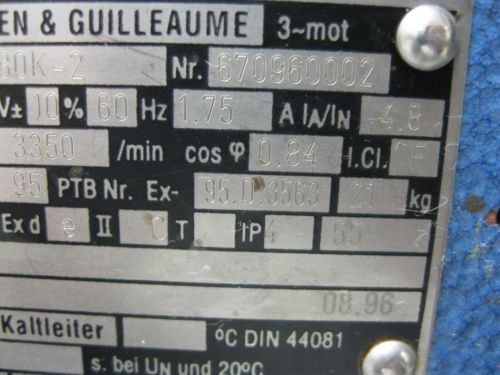 EN & GUILLEAUME 3~mot
80K-2 Nr. 670960002
V± 10% 60 Hz 1,75 A IA/IN 4,8
3350 /min cos φ 0,84 I.Cl. F
95 PTB Nr. Ex- 95.D.3563 21 kg
Ex d e II C T 4 IP 55
08.96
Kaltleiter °C DIN 44081
s. bei UN und 20°C